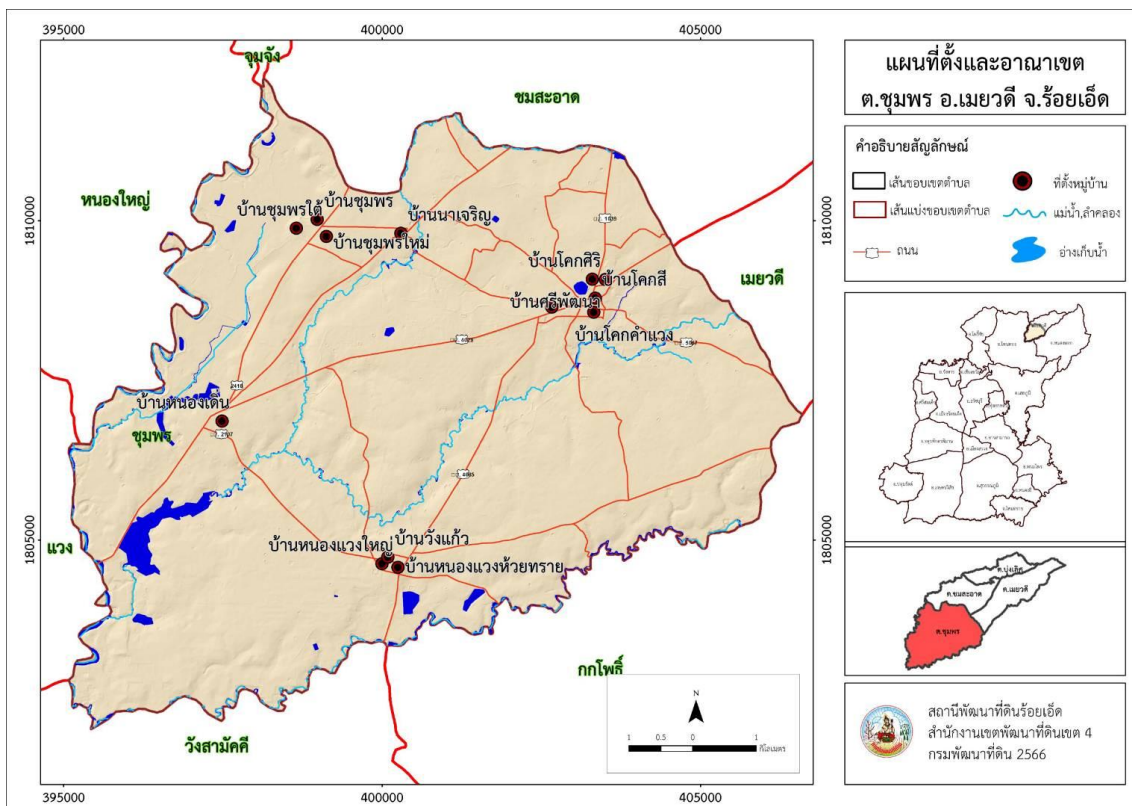 395000
400000
405000
จุมจัง
ชมสะอาด
หนองใหญ่
1810000
1810000
บ้านชุมพรใต้
บ้านชุมพร
บ้านนาเจริญ
บ้านชุมพรใหม่
บ้านโคกศิริ
บ้านโคกสี
เมยวดี
บ้านศรีพัฒนา
บ้านโคกคำแวง
2418
บ้านหนองเดิ่น
ชุมพร
1805000
1805000
แวง
บ้านวังแก้ว
บ้านหนองแวงใหญ่
บ้านหนองแวงห้วยทราย
กกโพธิ์
วังสามัคคี
N
1 0.5 0 1
กิโลเมตร
395000
400000
405000
แผนที่ตั้งและอาณาเขต
ต.ชุมพร อ.เมยวดี จ.ร้อยเอ็ด
คำอธิบายสัญลักษณ์
เส้นขอบเขตตำบล
ที่ตั้งหมู่บ้าน
เส้นแบ่งขอบเขตตำบล
แม่น้ำ,ลำคลอง
ถนน
อ่างเก็บน้ำ
ต.บุ่งเลิศ
ต.ชมสะอาด
ต.เมยวดี
ต.ชุมพร
สถานีพัฒนาที่ดินร้อยเอ็ด
สำนักงานเขตพัฒนาที่ดินเขต 4
กรมพัฒนาที่ดิน 2566